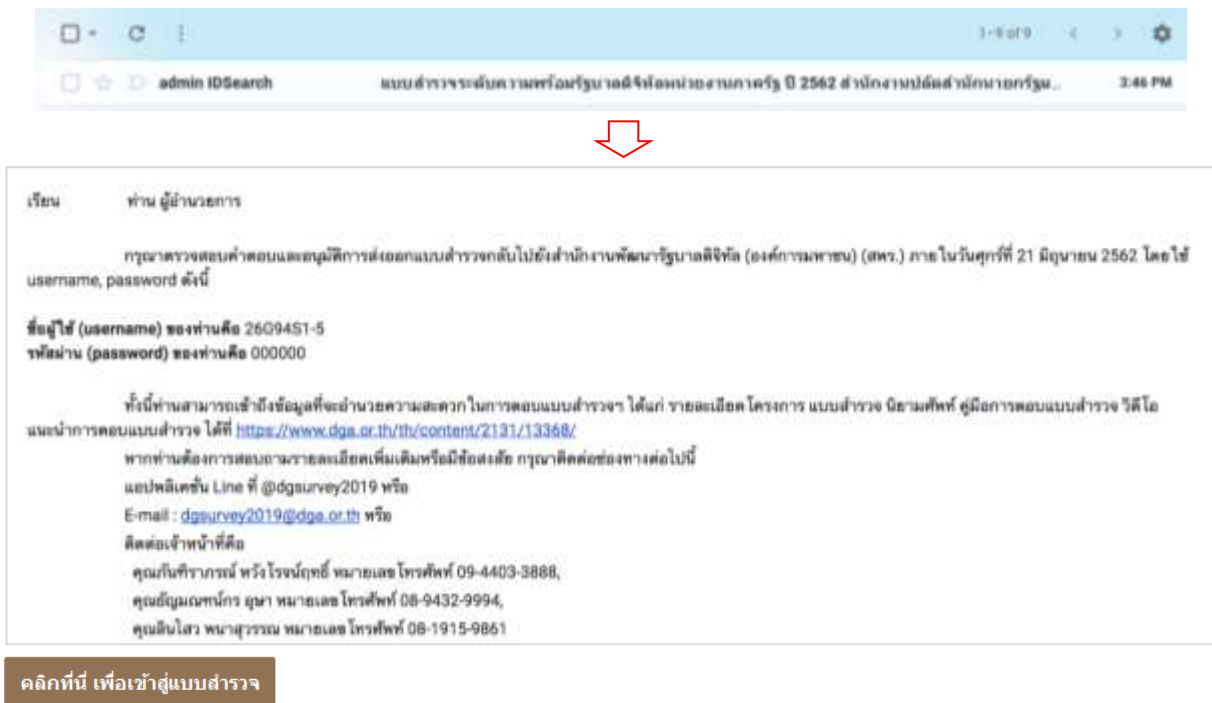 1-9 of 9
admin IDSearch แบบสำรวจระดับความพร้อมรัฐบาลดิจิทัลหน่วยงานภาครัฐ ปี 2562 สำนักงานปลัดสำนักนายกรัฐม... 3:46 PM
เรียน ท่าน ผู้อำนวยการ
กรุณาตรวจสอบคำตอบและอนุมัติการส่งออกแบบสำรวจกลับไปยังสำนักงานพัฒนารัฐบาลดิจิทัล (องค์การมหาชน) (สพร.) ภายในวันศุกร์ที่ 21 มิถุนายน 2562 โดยใช้
username, password ดังนี้
ชื่อผู้ใช้ (username) ของท่านคือ 26G94S1-5
รหัสผ่าน (password) ของท่านคือ 000000
ทั้งนี้ท่านสามารถเข้าถึงข้อมูลที่จะอำนวยความสะดวกในการตอบแบบสำรวจฯ ได้แก่ รายละเอียดโครงการ แบบสำรวจ นิยามศัพท์ คู่มือการตอบแบบสำรวจ วิดีโอ
แนะนำการตอบแบบสำรวจ ได้ที่ https://www.dga.or.th/th/content/2131/13368/
หากท่านต้องการสอบถามรายละเอียดเพิ่มเติมหรือมีข้อสงสัย กรุณาติดต่อช่องทางต่อไปนี้
แอปพลิเคชั่น Line ที่ @dgsurvey2019 หรือ
E-mail : dgsurvey2019@dga.or.th หรือ
ติดต่อเจ้าหน้าที่คือ
คุณกันทิราภรณ์ หวังโรจน์ฤทธิ์ หมายเลขโทรศัพท์ 09-4403-3888,
คุณธัญมณฑน์กร อุษา หมายเลขโทรศัพท์ 08-9432-9994,
คุณลินไสว พนาสุวรรณ หมายเลขโทรศัพท์ 08-1915-9861
คลิกที่นี่ เพื่อเข้าสู่แบบสำรวจ